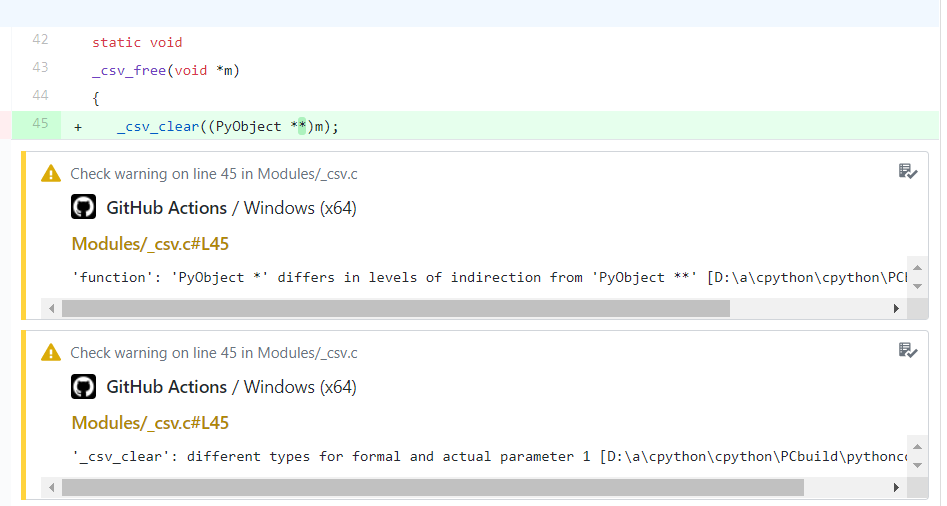 42 static void
43 _csv_free(void *m)
44 {
45 + _csv_clear((PyObject **)m);
Check warning on line 45 in Modules/_csv.c
GitHub Actions / Windows (x64)
Modules/_csv.c#L45
'function': 'PyObject *' differs in levels of indirection from 'PyObject **' [D:\a\cpython\cpython\PC
Check warning on line 45 in Modules/_csv.c
GitHub Actions / Windows (x64)
Modules/_csv.c#L45
'_csv_clear': different types for formal and actual parameter 1 [D:\a\cpython\cpython\PCbuild\pythonc